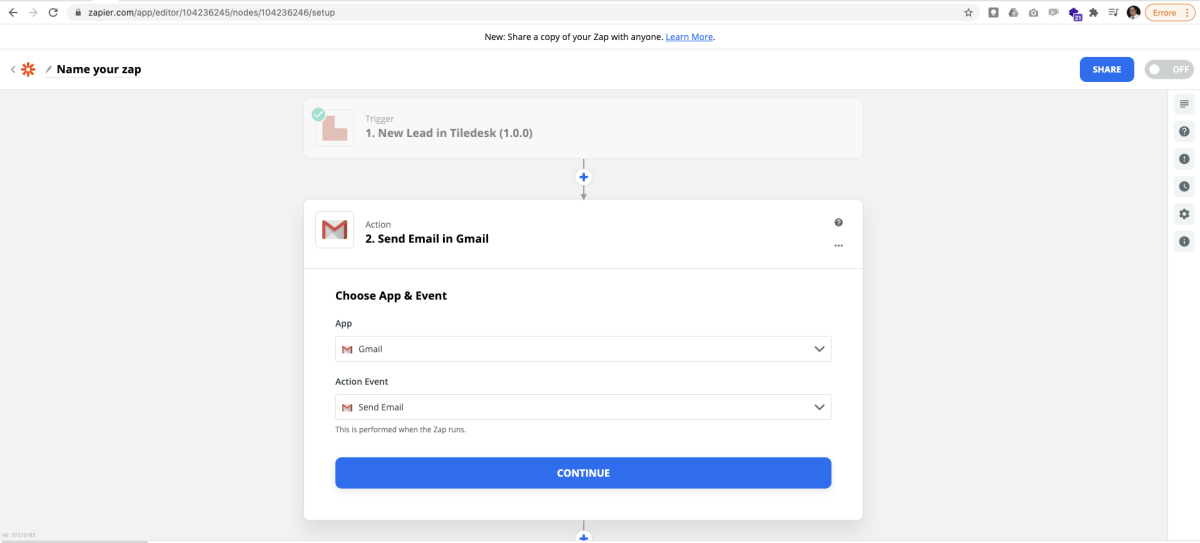 zapier.com/app/editor/104236245/nodes/104236246/setup
21
Errore
New: Share a copy of your Zap with anyone. Learn More.
Name your zap
SHARE
OFF
Trigger
1. New Lead in Tiledesk (1.0.0)
Action
2. Send Email in Gmail
Choose App & Event
App
Gmail
Action Event
Send Email
This is performed when the Zap runs.
CONTINUE